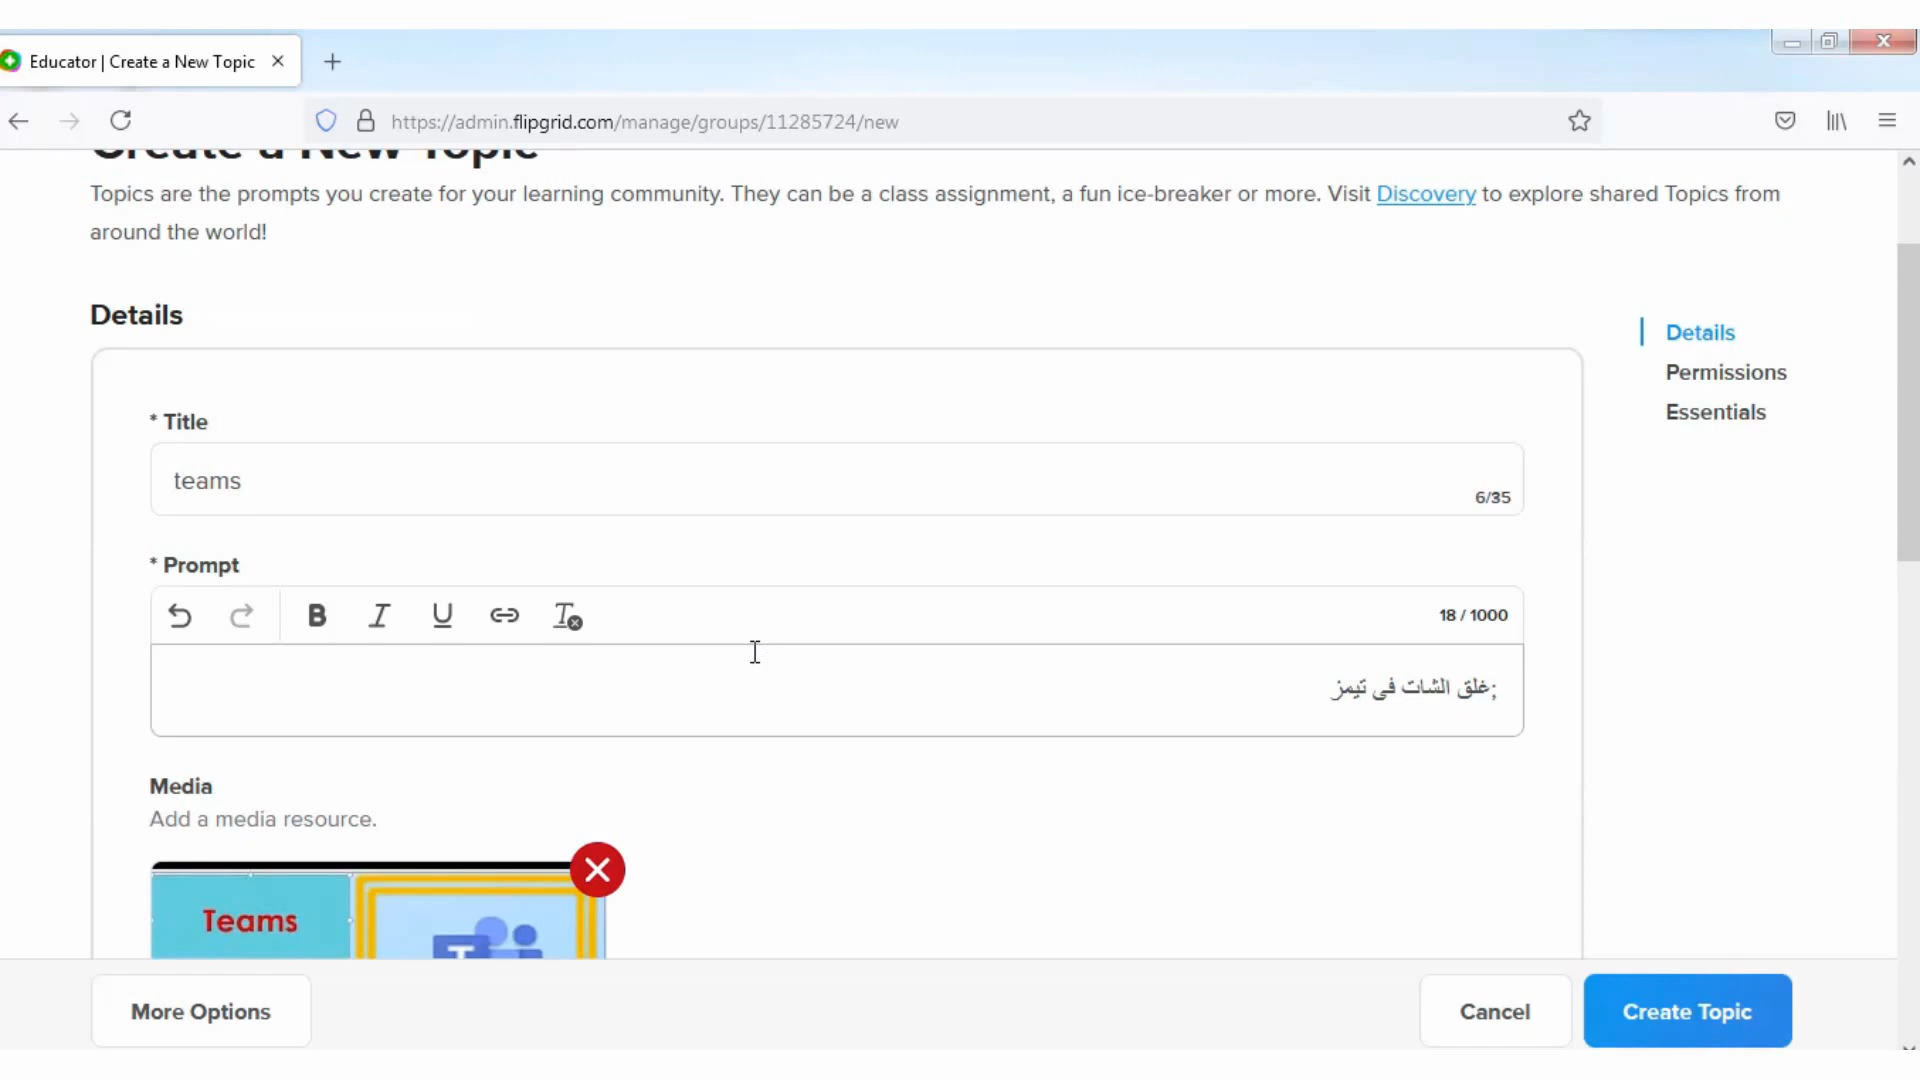 Educator | Create a New Topic
https://admin.flipgrid.com/manage/groups/11285724/new
Create a New Topic
Topics are the prompts you create for your learning community. They can be a class assignment, a fun ice-breaker or more. Visit Discovery to explore shared Topics from
around the world!
Details
* Title
teams
6/35
* Prompt
B I U
18 / 1000
;غلق الشات في تيمز
Media
Add a media resource.
Teams
T
Details
Permissions
Essentials
More Options
Cancel
Create Topic